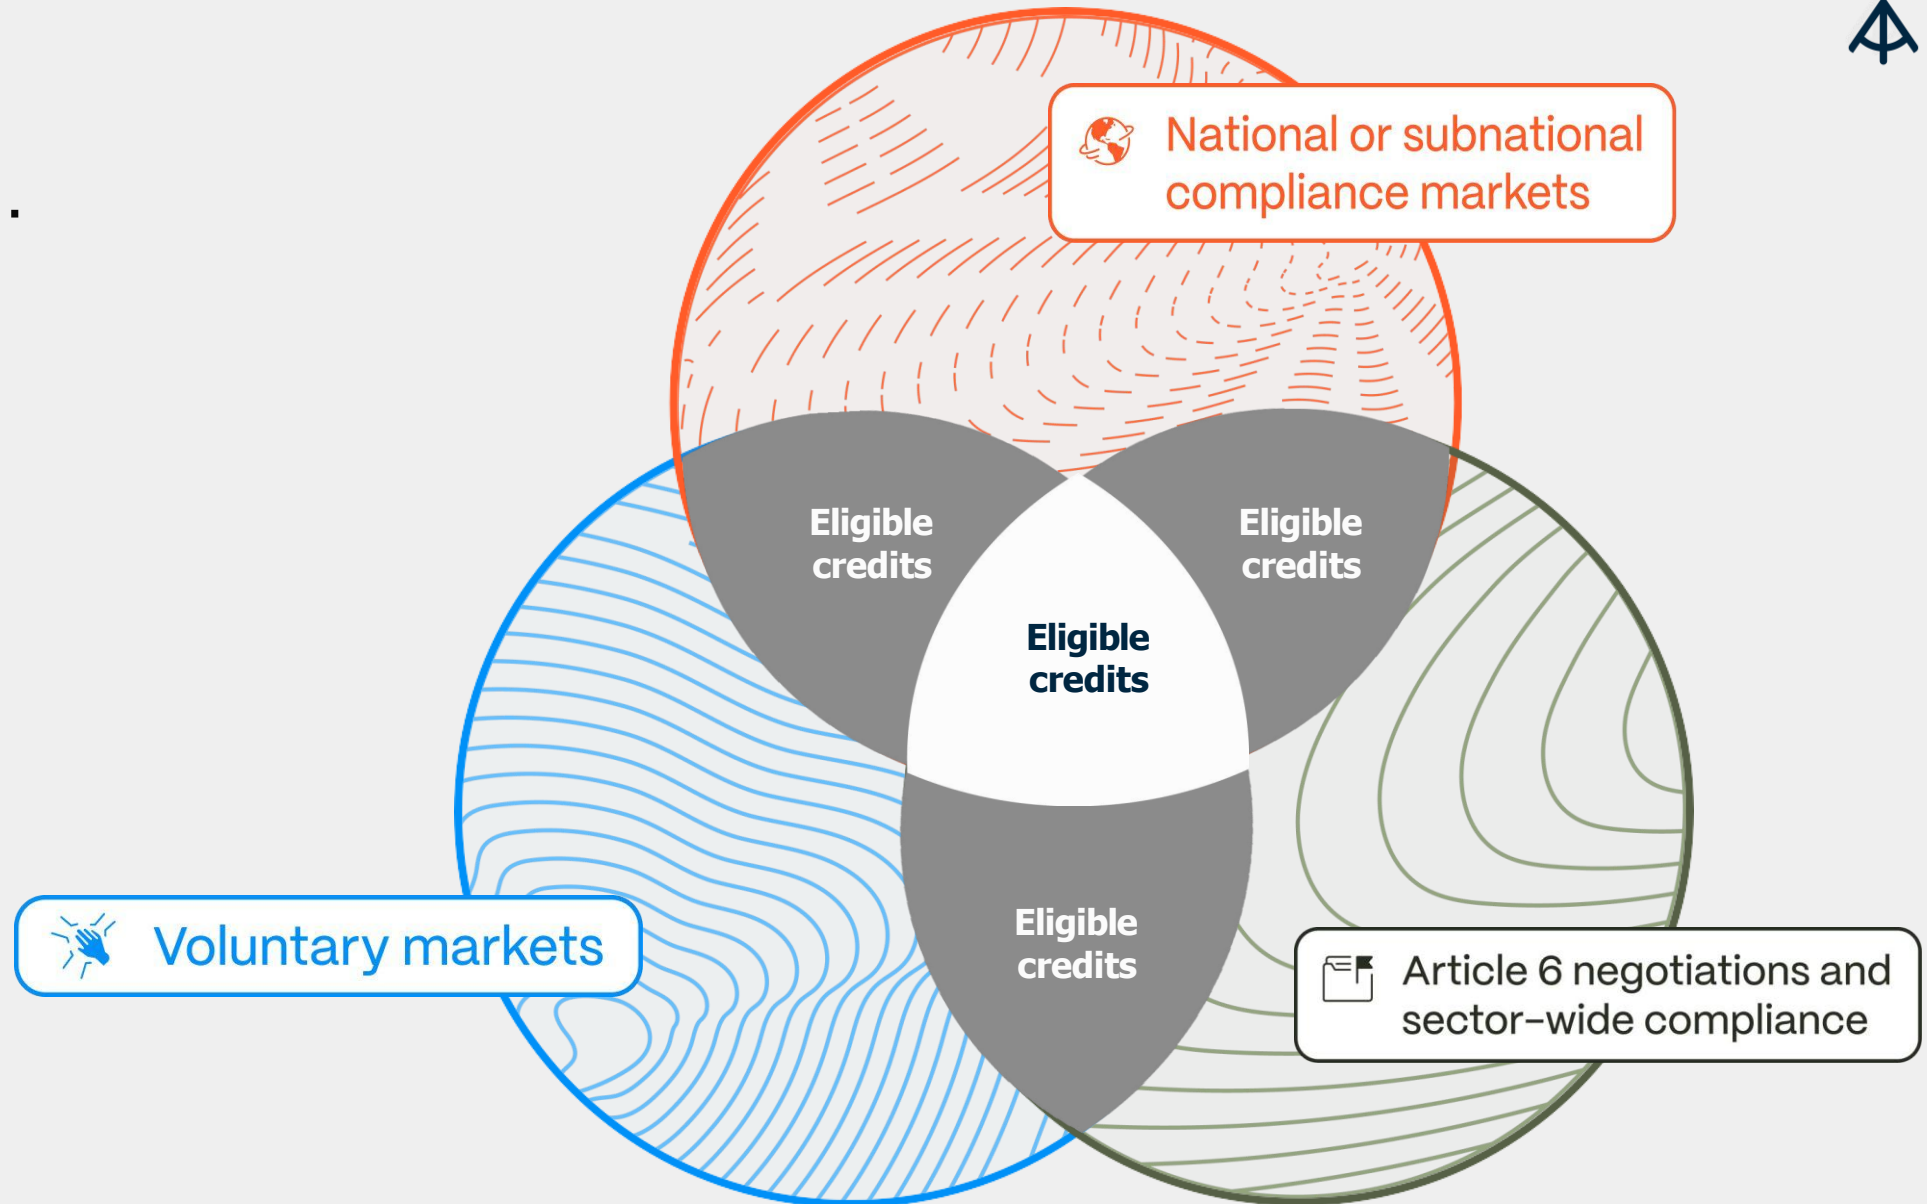 National or subnational
compliance markets
.
Eligible
credits
Eligible
credits
Eligible
credits
Eligible
credits
Voluntary markets
Article 6 negotiations and
sector-wide compliance